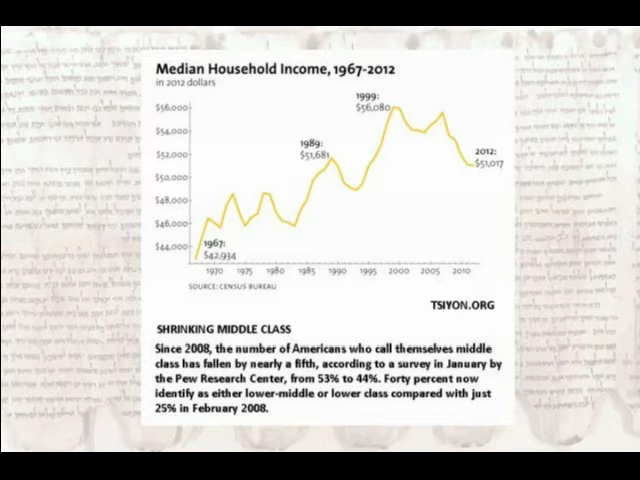 Median Household Income, 1967-2012
in 2012 dollars
1999:
$56,000
$56,080
$54,000
1989:
$52,000
$51,681
2012:
$51,017
$50,000
$48,000
$46,000
$44,000
1967:
$42,934
1970 1975 1980 1985 1990 1995 2000 2005 2010
SOURCE: CENSUS BUREAU
TSIYON.ORG
SHRINKING MIDDLE CLASS
Since 2008, the number of Americans who call themselves middle
class has fallen by nearly a fifth, according to a survey in January by
the Pew Research Center, from 53% to 44%. Forty percent now
identify as either lower-middle or lower class compared with just
25% in February 2008.